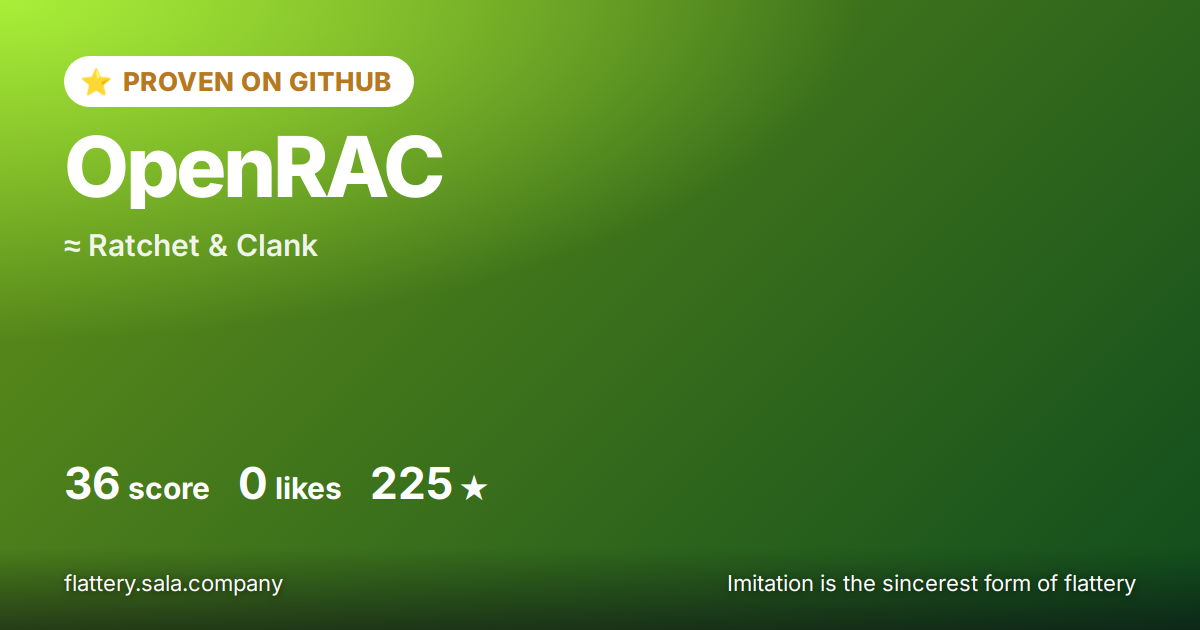 ⭐ PROVEN ON GITHUB
OpenRAC
≈ Ratchet & Clank
36 score 0 likes 225 ★
flattery.sala.company
Imitation is the sincerest form of flattery